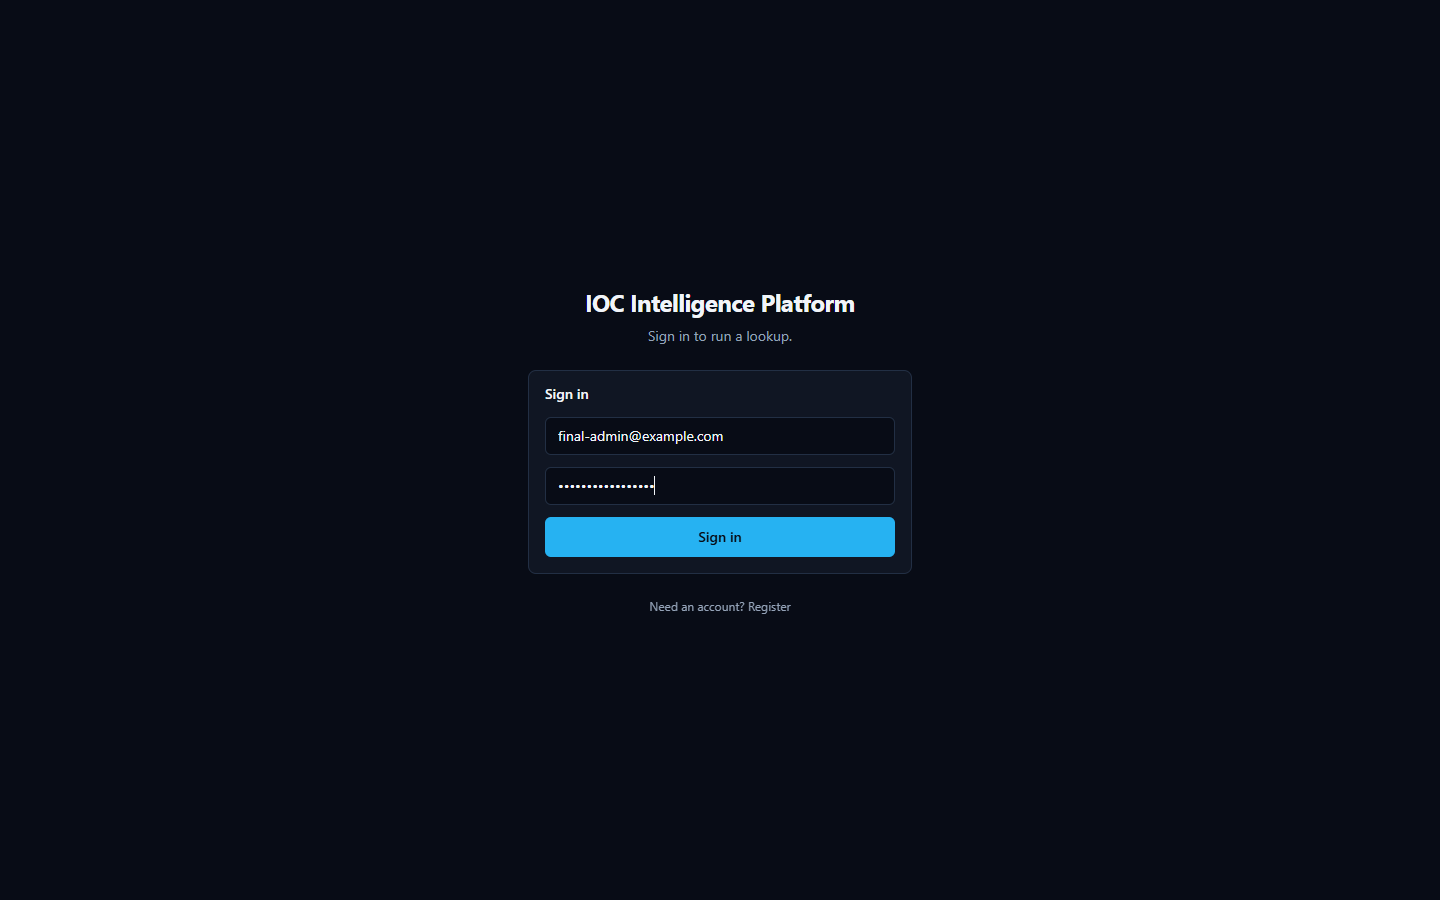 IOC Intelligence Platform
Sign in to run a lookup.
Sign in
final-admin@example.com
•••••••••••••••••
Sign in
Need an account? Register